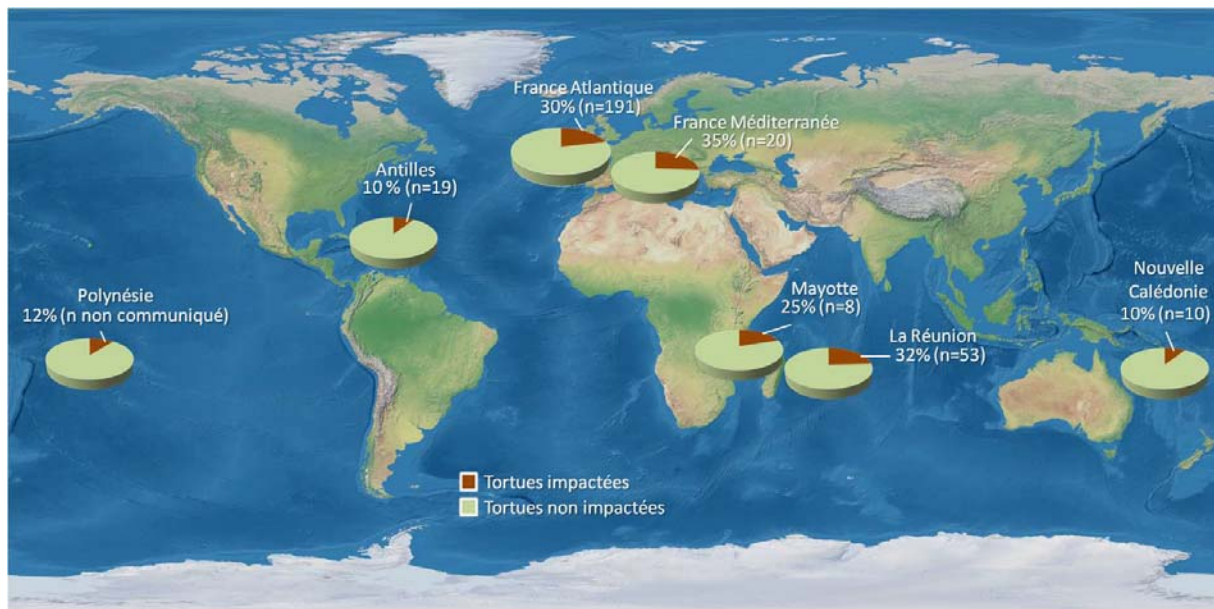 France Atlantique
30% (n=191)
France Méditerranée
35% (n=20)
Antilles
10 % (n=19)
Polynésie
12% (n non communiqué)
Mayotte
25% (n=8)
La Réunion
32% (n=53)
Nouvelle
Calédonie
10% (n=10)
Tortues impactées
Tortues non impactées